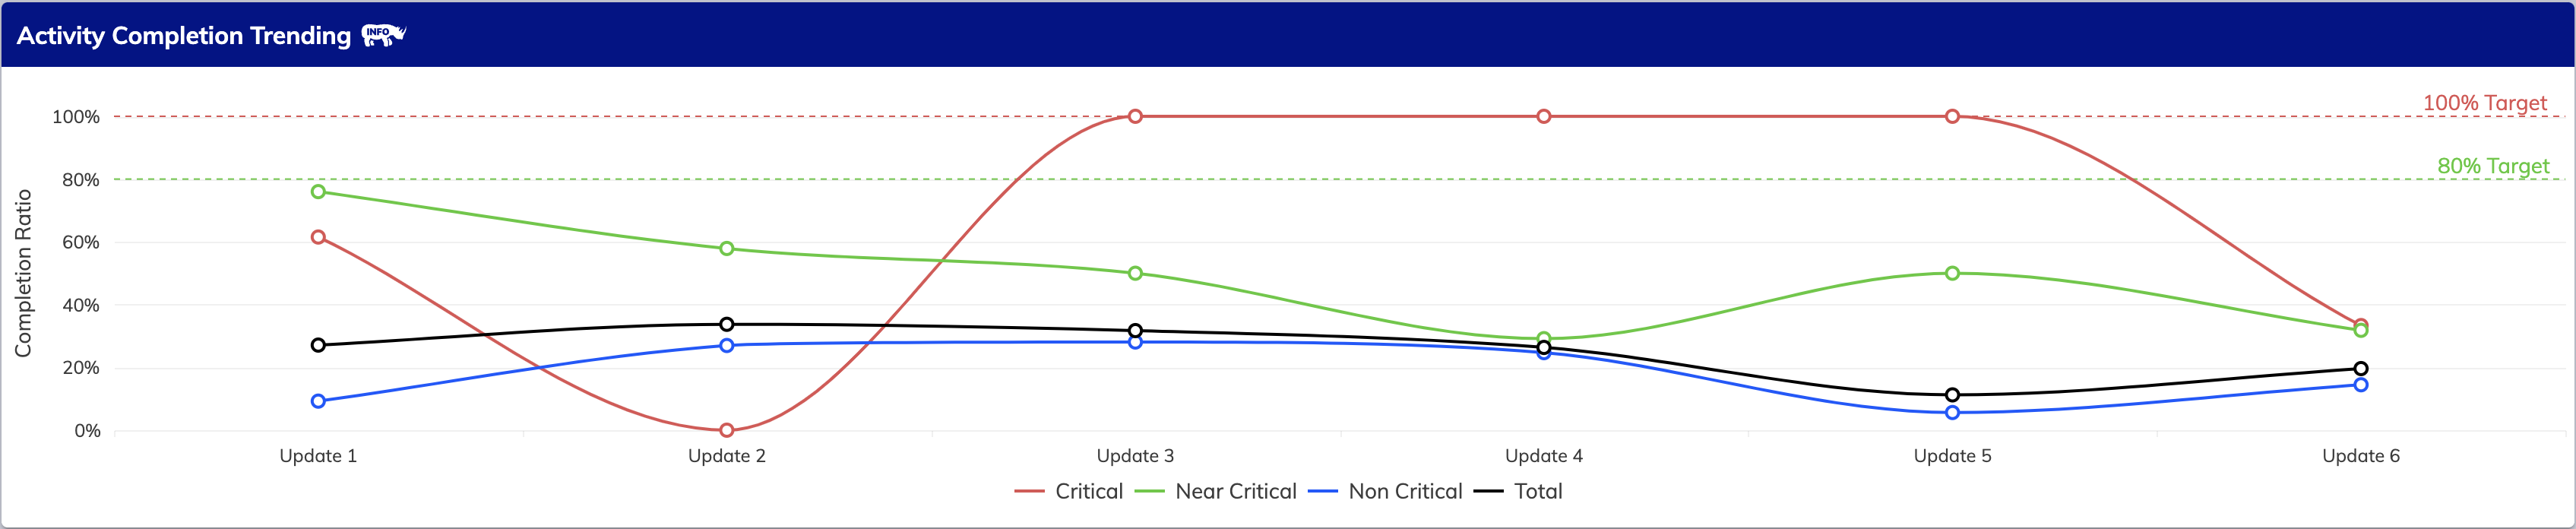 Activity Completion Trending INFO
100% Target
80% Target
Completion Ratio
100%
80%
60%
40%
20%
0%
Update 1 Update 2 Update 3 Update 4 Update 5 Update 6
Critical Near Critical Non Critical Total